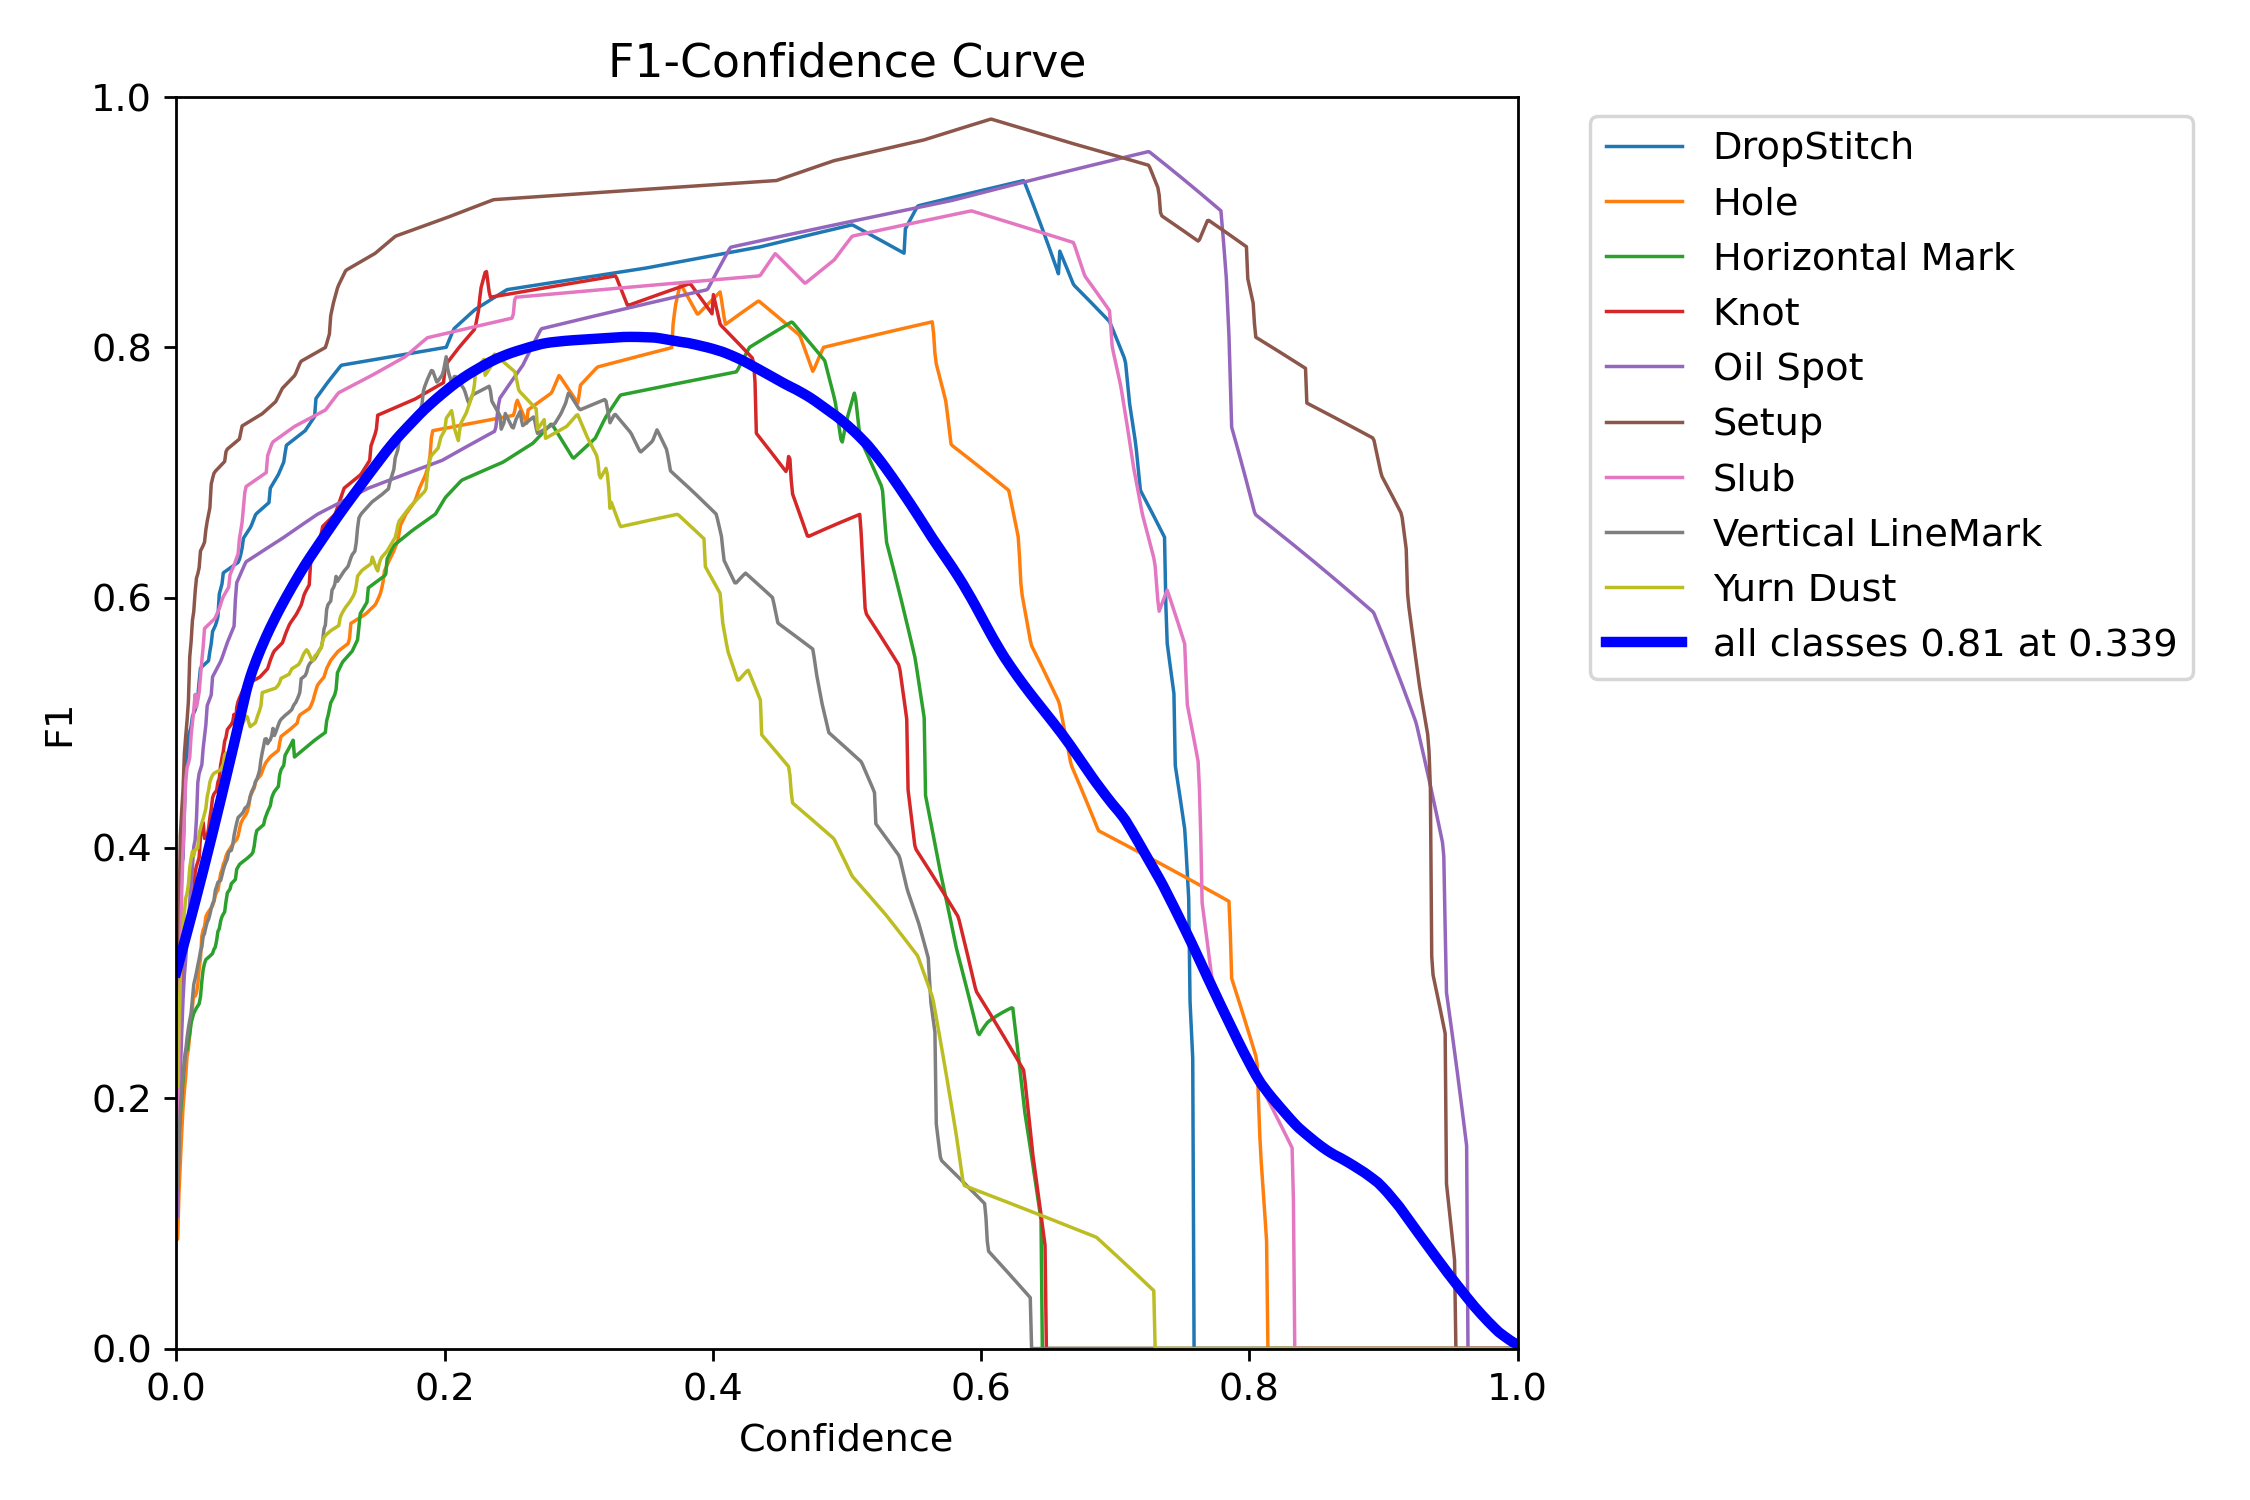 F1-Confidence Curve
1.0
0.8
0.6
0.4
0.2
0.0
F1
0.0 0.2 0.4 0.6 0.8 1.0
Confidence
DropStitch
Hole
Horizontal Mark
Knot
Oil Spot
Setup
Slub
Vertical LineMark
Yurn Dust
all classes 0.81 at 0.339